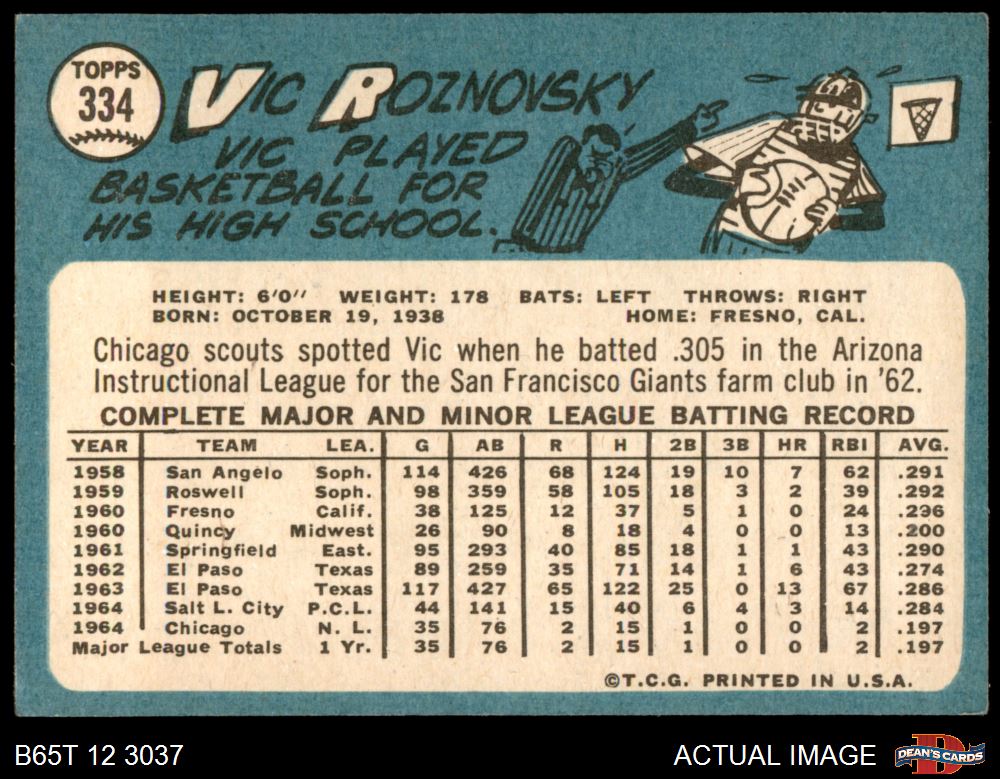 TOPPS
334
VIC ROZNOVSKY
VIC PLAYED
BASKETBALL FOR
HIS HIGH SCHOOL.
HEIGHT: 6'0" WEIGHT: 178 BATS: LEFT THROWS: RIGHT
BORN: OCTOBER 19, 1938 HOME: FRESNO, CAL.
Chicago scouts spotted Vic when he batted .305 in the Arizona
Instructional League for the San Francisco Giants farm club in '62.
COMPLETE MAJOR AND MINOR LEAGUE BATTING RECORD
YEAR TEAM LEA. G AB R H 2B 3B HR RBI AVG.
1958 San Angelo Soph. 114 426 68 124 19 10 7 62 .291
1959 Roswell Soph. 98 359 58 105 18 3 2 39 .292
1960 Fresno Calif. 38 125 12 37 5 1 0 24 .296
1960 Quincy Midwest 26 90 8 18 4 0 0 13 .200
1961 Springfield East. 95 293 40 85 18 1 1 43 .290
1962 El Paso Texas 89 259 35 71 14 1 6 43 .274
1963 El Paso Texas 117 427 65 122 25 0 13 67 .286
1964 Salt L. City P.C.L. 44 141 15 40 6 4 3 14 .284
1964 Chicago N. L. 35 76 2 15 1 0 0 2 .197
Major League Totals 1 Yr. 35 76 2 15 1 0 0 2 .197
©T.C.G. PRINTED IN U.S.A.
B65T 12 3037
ACTUAL IMAGE
DEAN'S CARDS